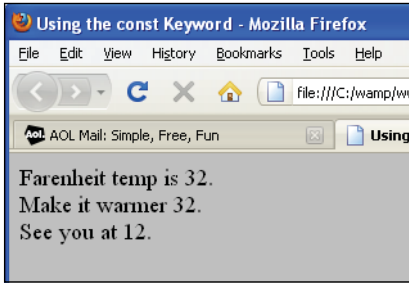 Using the const Keyword - Mozilla Firefox
File Edit View History Bookmarks Tools Help
file:///C:/wamp/w
AOL AOL Mail: Simple, Free, Fun Using
Farenheit temp is 32.
Make it warmer 32.
See you at 12.